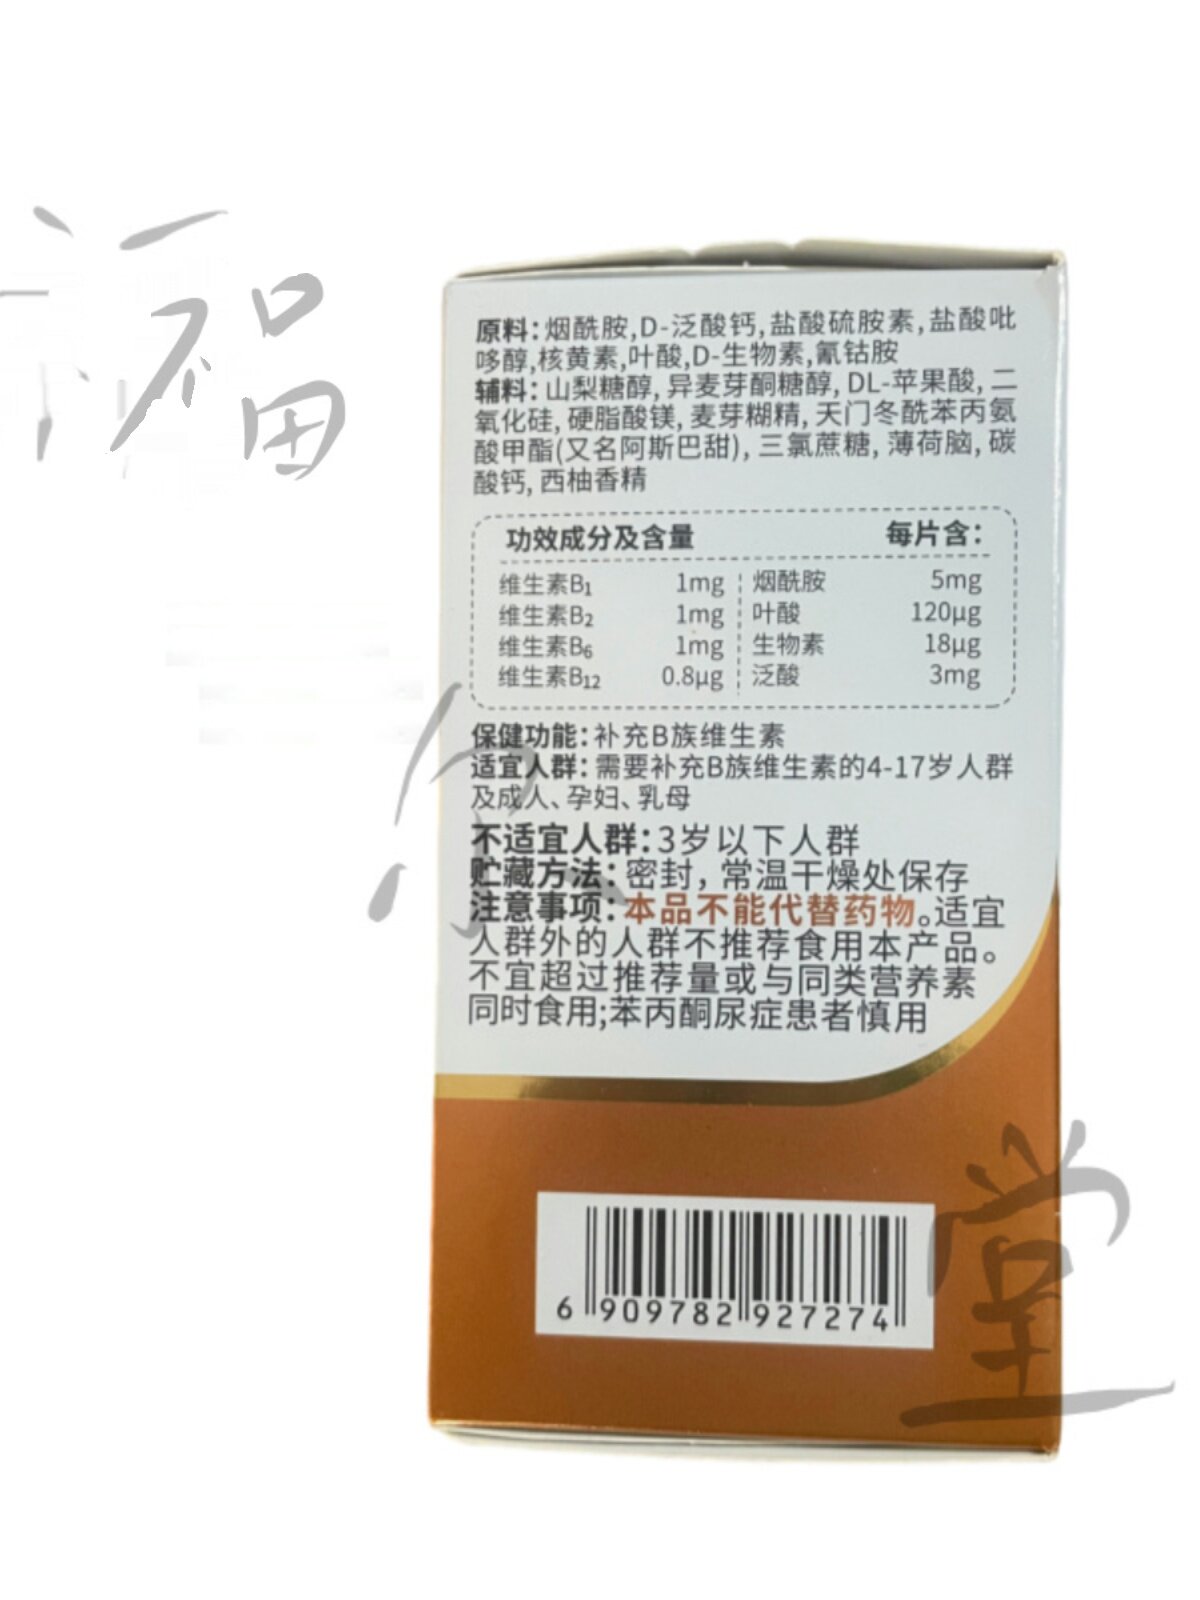 福
尔
堂
原料：烟酰胺,D-泛酸钙,盐酸硫胺素,盐酸吡
哆醇,核黄素,叶酸,D-生物素,氰钴胺
辅料：山梨糖醇,异麦芽酮糖醇,DL-苹果酸,二
氧化硅,硬脂酸镁,麦芽糊精,天门冬酰苯丙氨
酸甲酯(又名阿斯巴甜),三氯蔗糖,薄荷脑,碳
酸钙,西柚香精
功效成分及含量 每片含：
维生素B₁ 1mg 烟酰胺 5mg
维生素B₂ 1mg 叶酸 120μg
维生素B₆ 1mg 生物素 18μg
维生素B₁₂ 0.8μg 泛酸 3mg
保健功能：补充B族维生素
适宜人群：需要补充B族维生素的4-17岁人群
及成人、孕妇、乳母
不适宜人群：3岁以下人群
贮藏方法：密封，常温干燥处保存
注意事项：本品不能代替药物。适宜
人群外的人群不推荐食用本产品。
不宜超过推荐量或与同类营养素
同时食用;苯丙酮尿症患者慎用
6 909782 927274